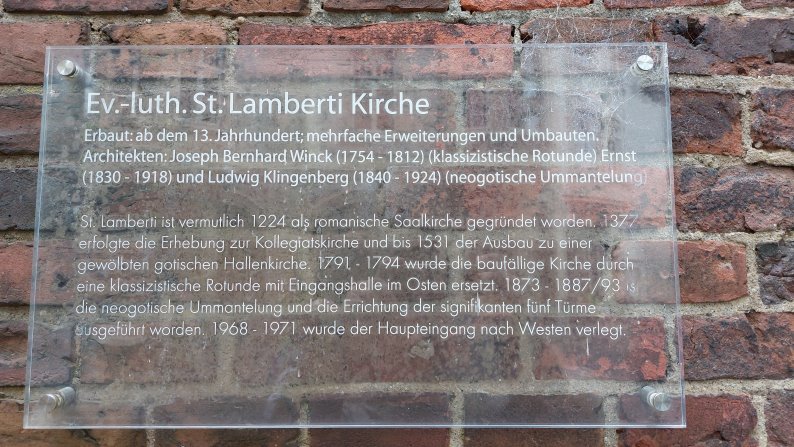 Ev.-luth. St. Lamberti Kirche
Erbaut: ab dem 13. Jahrhundert; mehrfache Erweiterungen und Umbauten.
Architekten: Joseph Bernhard Winck (1754 - 1812) (klassizistische Rotunde) Ernst
(1830 - 1918) und Ludwig Klingenberg (1840 - 1924) (neogotische Ummantelung)
St. Lamberti ist vermutlich 1224 als romanische Saalkirche gegründet worden. 1377
erfolgte die Erhebung zur Kollegiatskirche und bis 1531 der Ausbau zu einer
gewölbten gotischen Hallenkirche. 1791 - 1794 wurde die baufällige Kirche durch
eine klassizistische Rotunde mit Eingangshalle im Osten ersetzt. 1873 - 1887/93 is
die neogotische Ummantelung und die Errichtung der signifikanten fünf Türme
ausgeführt worden. 1968 - 1971 wurde der Haupteingang nach Westen verlegt.